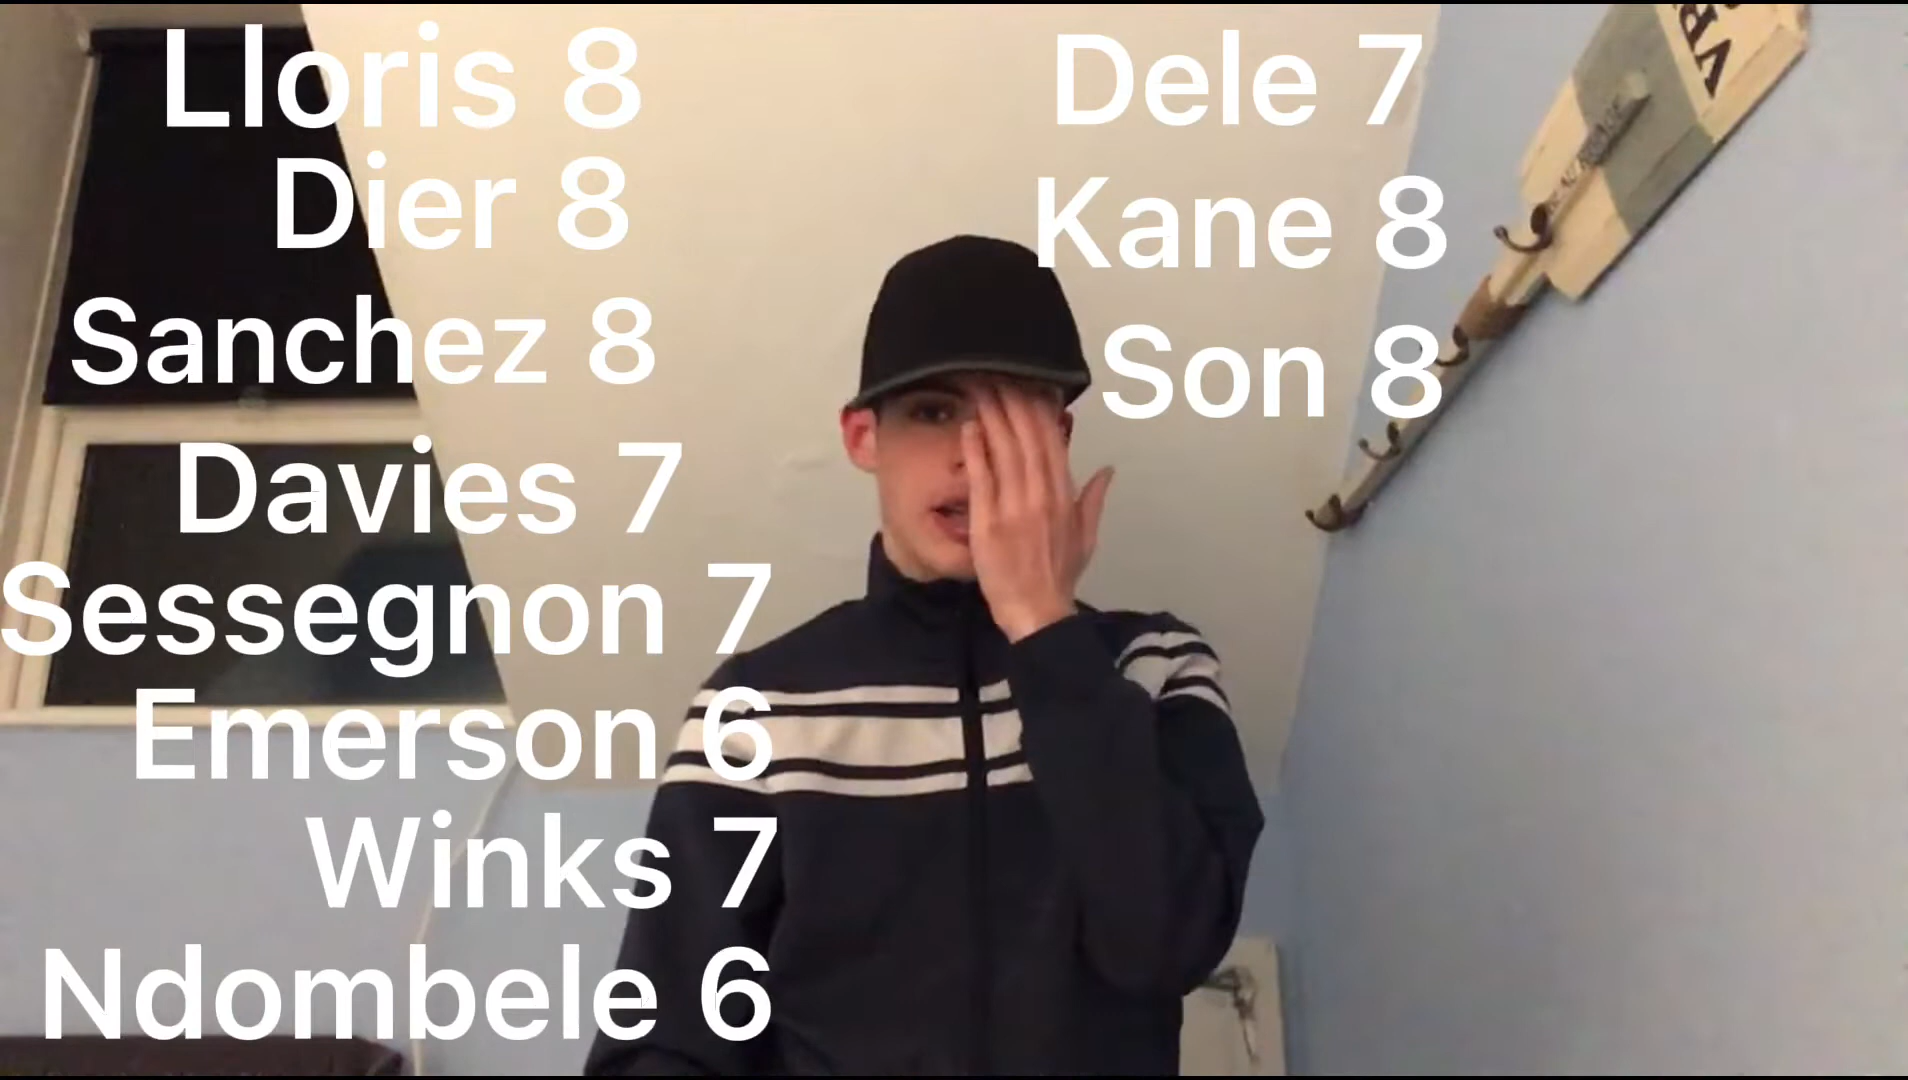 Lloris 8
Dier 8
Sanchez 8
Davies 7
Sessegnon 7
Emerson 6
Winks 7
Ndombele 6
Dele 7
Kane 8
Son 8